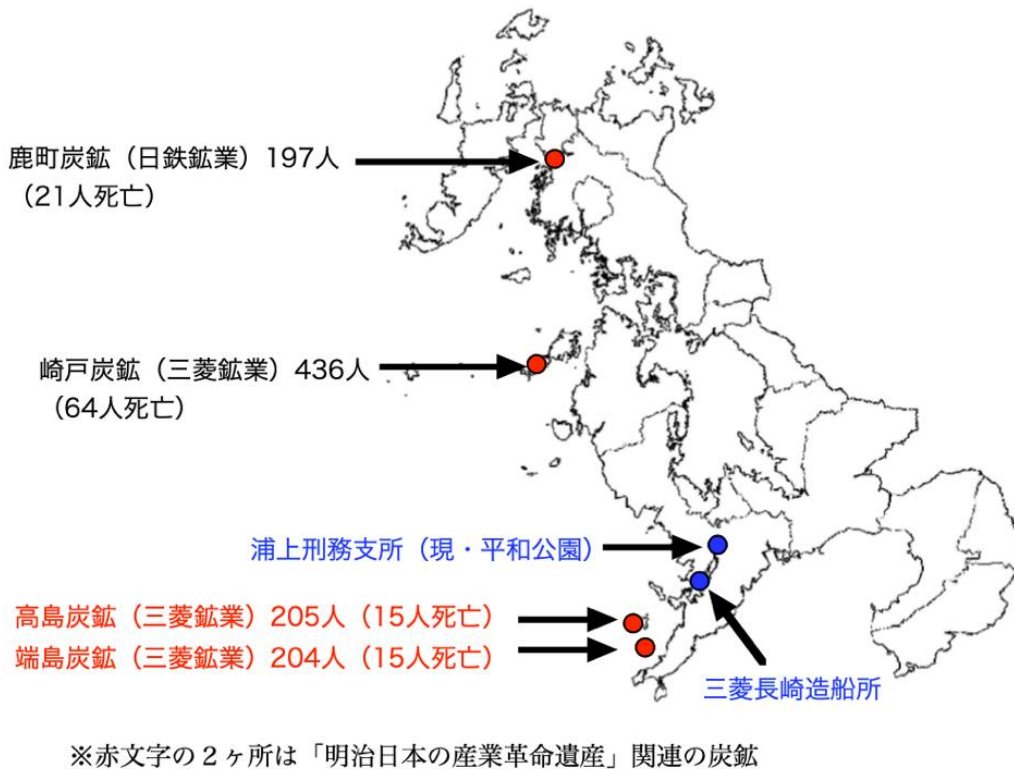 鹿町炭鉱（日鉄鉱業）197人
（21人死亡）
崎戸炭鉱（三菱鉱業）436人
（64人死亡）
浦上刑務支所（現・平和公園）
高島炭鉱（三菱鉱業）205人（15人死亡）
端島炭鉱（三菱鉱業）204人（15人死亡）
三菱長崎造船所
※赤文字の２ヶ所は「明治日本の産業革命遺産」関連の炭鉱